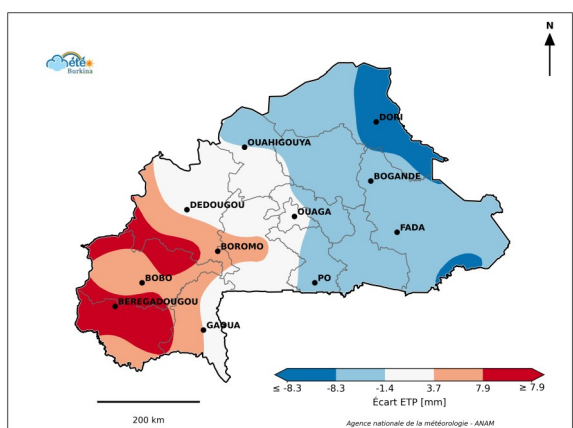 N
Météo
Burkina
DORI
OUAHIGOUYA
BOGANDE
DEDOUGOU
OUAGA
FADA
BOROMO
BOBO
PO
BEREGADOUGOU
GAOUA
≤ -8.3 -8.3 -1.4 3.7 7.9 ≥ 7.9
Écart ETP [mm]
200 km
Agence nationale de la météorologie - ANAM